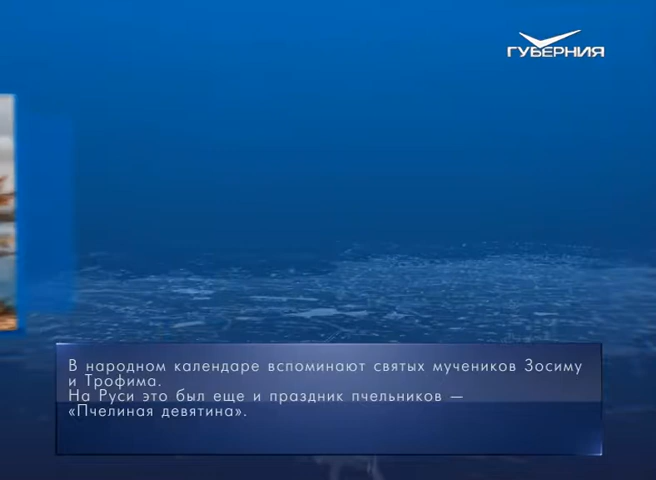 ГУБЕРНИЯ
В народном календаре вспоминают святых мучеников Зосиму
и Трофима.
На Руси это был еще и праздник пчельников —
«Пчелиная девятина».